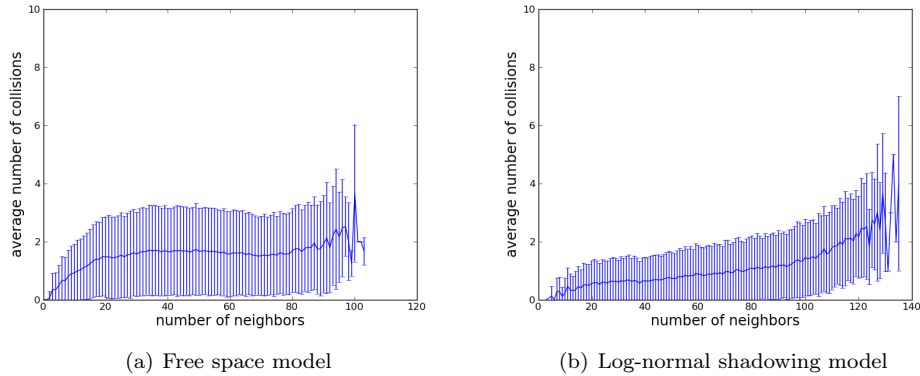 10
8
6
4
2
0
0 20 40 60 80 100 120
average number of collisions
number of neighbors
(a) Free space model
10
8
6
4
2
0
0 20 40 60 80 100 120 140
average number of collisions
number of neighbors
(b) Log-normal shadowing model